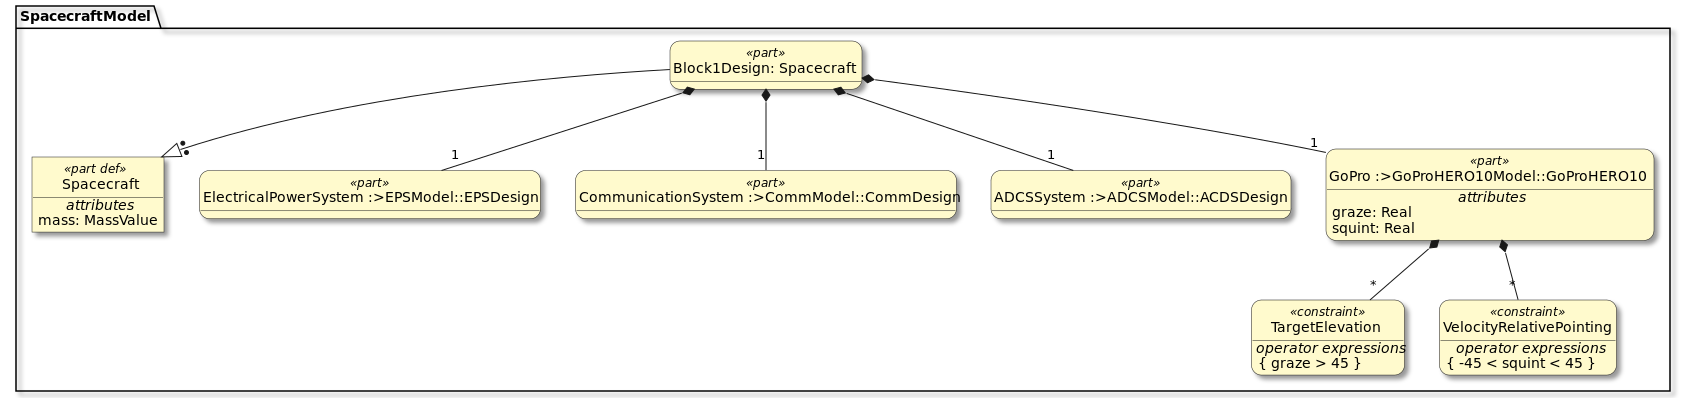 SpacecraftModel
«part»
Block1Design: Spacecraft
«part def»
Spacecraft
attributes
mass: MassValue
1
«part»
ElectricalPowerSystem :>EPSModel::EPSDesign
1
«part»
CommunicationSystem :>CommModel::CommDesign
1
«part»
ADCSSystem :>ADCSModel::ACDSDesign
1
«part»
GoPro :>GoProHERO10Model::GoProHERO10
attributes
graze: Real
squint: Real
*
«constraint»
TargetElevation
operator expressions
{ graze > 45 }
*
«constraint»
VelocityRelativePointing
operator expressions
{ -45 < squint < 45 }